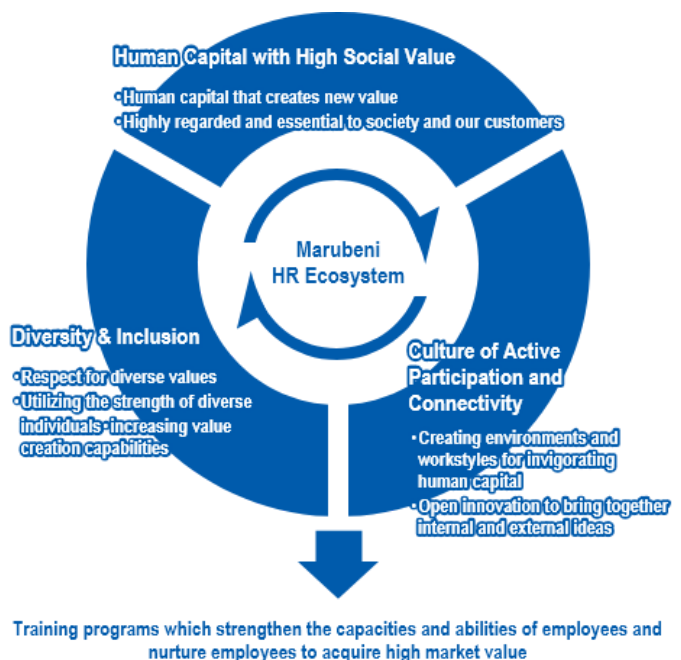 Human Capital with High Social Value
・Human capital that creates new value
・Highly regarded and essential to society and our customers
Marubeni
HR Ecosystem
Diversity & Inclusion
・Respect for diverse values
・Utilizing the strength of diverse
individuals・increasing value
creation capabilities
Culture of Active
Participation and
Connectivity
・Creating environments and
workstyles for invigorating
human capital
・Open innovation to bring together
internal and external ideas
Training programs which strengthen the capacities and abilities of employees and
nurture employees to acquire high market value